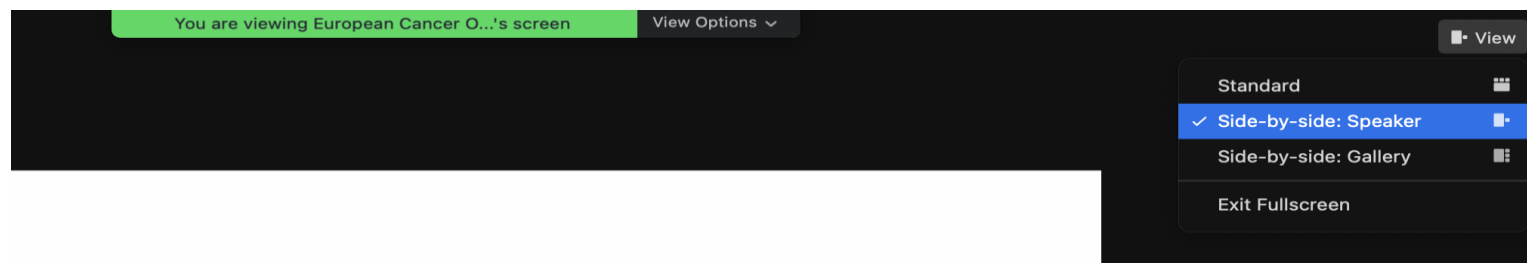 You are viewing European Cancer O...'s screen
View Options
View
Standard
Side-by-side: Speaker
Side-by-side: Gallery
Exit Fullscreen